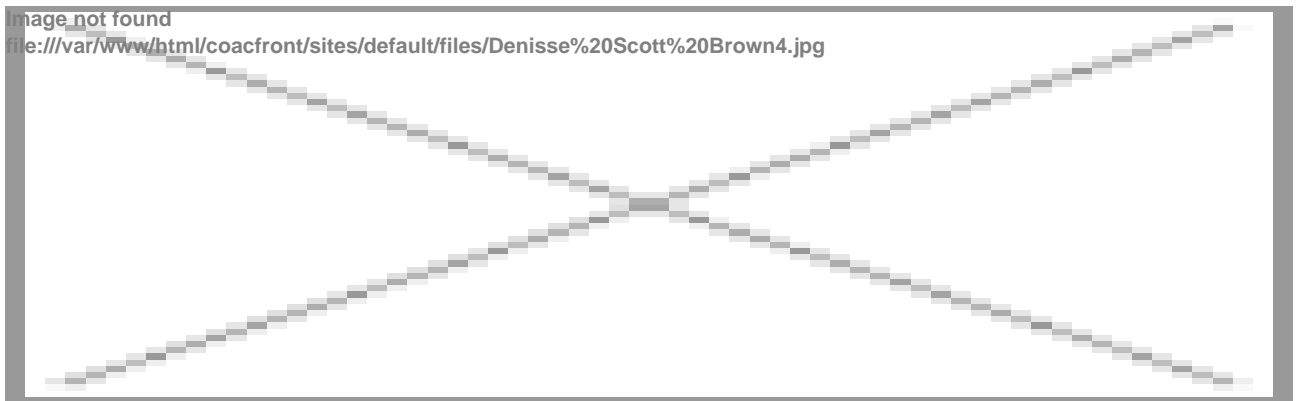 Image not found
file:///var/www/html/coacfront/sites/default/files/Denisse%20Scott%20Brown4.jpg